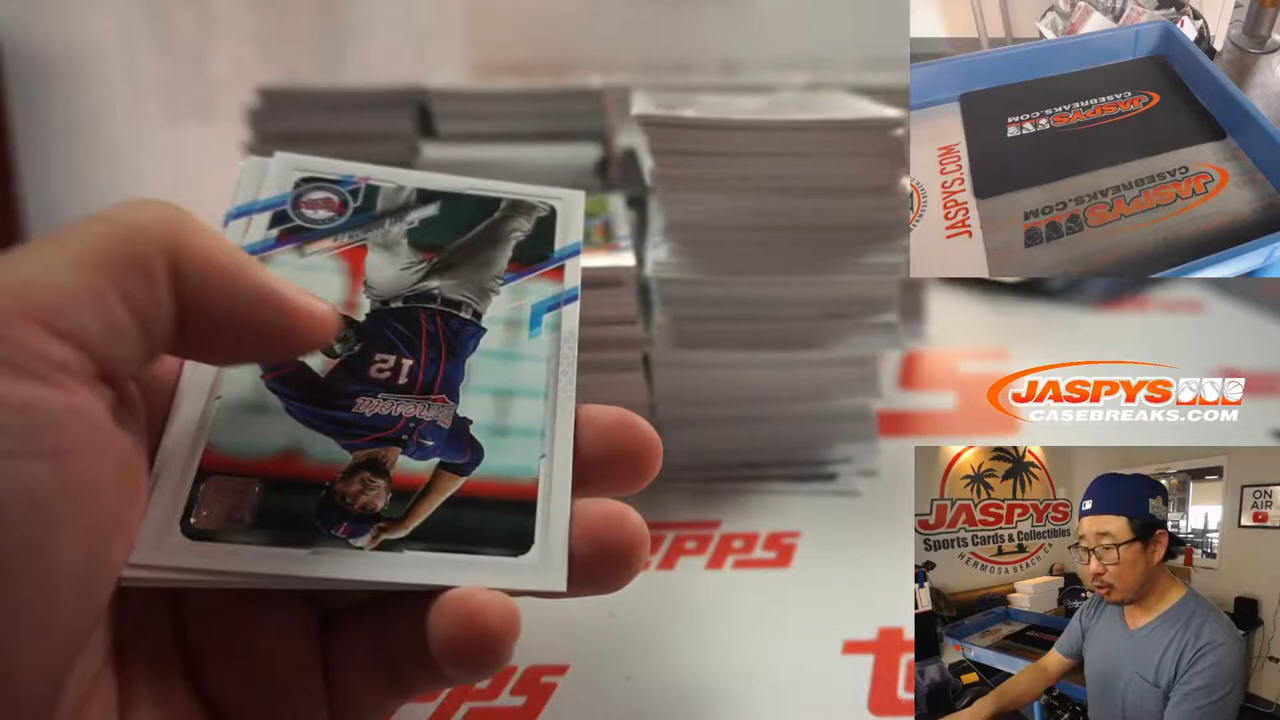 12
Minnesota
TOPPS
JASPYS
CASEBREAKS.COM
JASPYS
CASEBREAKS.COM
JASPYS.COM
JASPYS
CASEBREAKS.COM
JASPYS
Sports Cards & Collectibles
HERMOSA BEACH, CA
ON
AIR